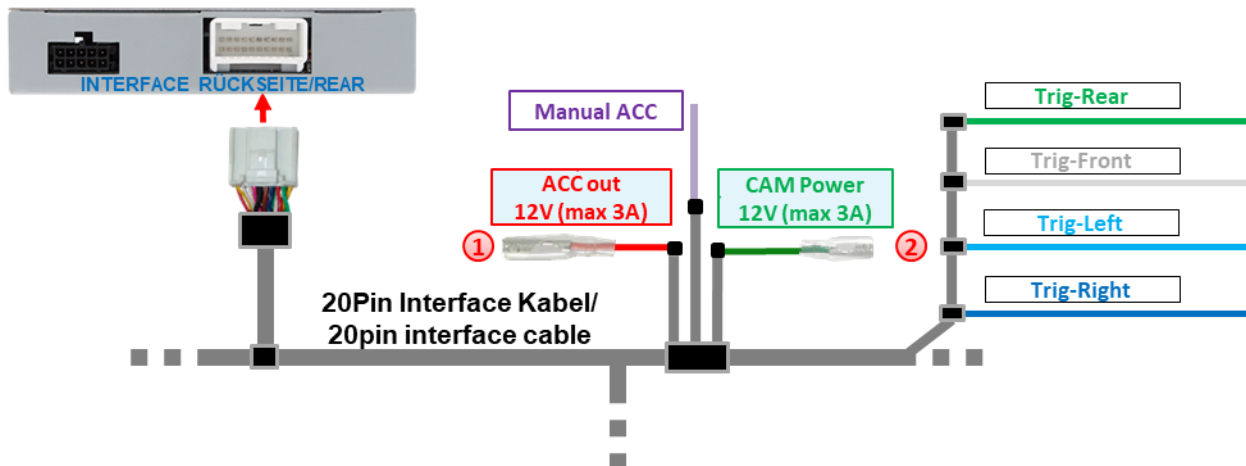 INTERFACE RÜCKSEITE/REAR
Manual ACC
ACC out
12V (max 3A)
CAM Power
12V (max 3A)
1
2
Trig-Rear
Trig-Front
Trig-Left
Trig-Right
20Pin Interface Kabel/
20pin interface cable